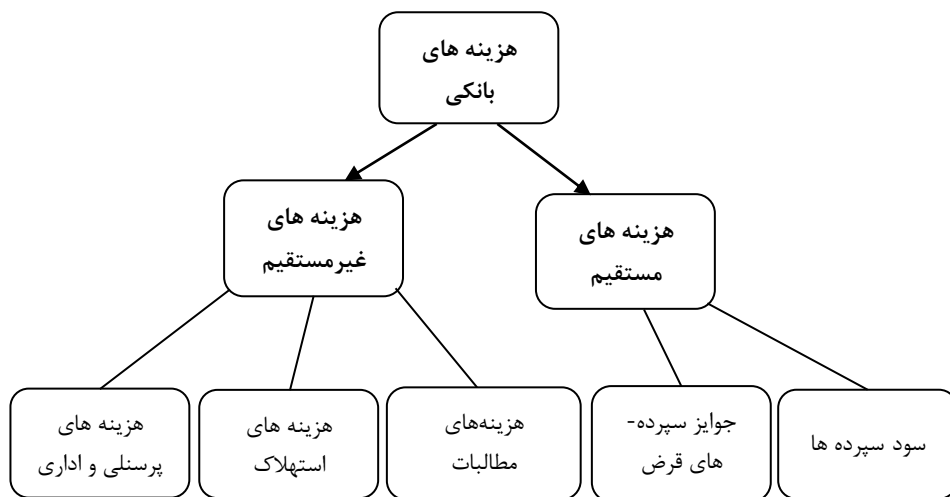 هزینه های
بانکی
هزینه های
مستقیم
هزینه های
غیرمستقیم
سود سپرده ها
جوایز سپرده-
های قرض
هزینه‌های
مطالبات
هزینه های
استهلاک
هزینه های
پرسنلی و اداری